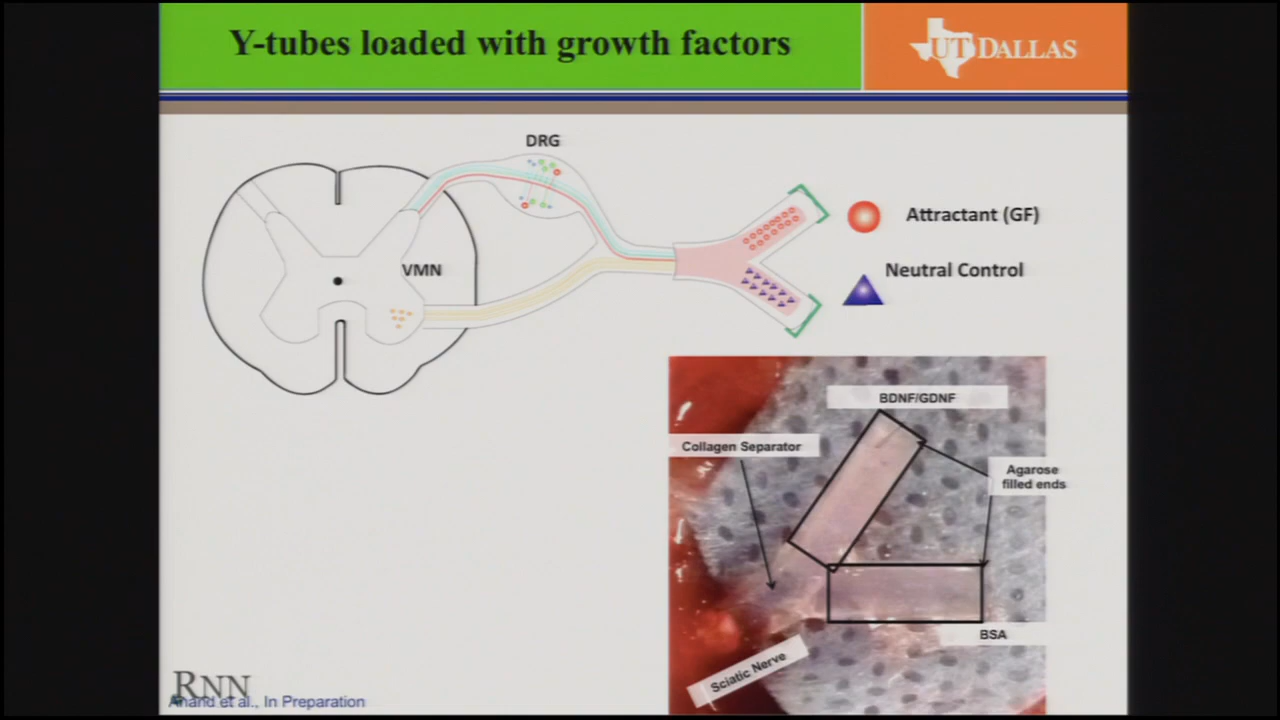 Y-tubes loaded with growth factors
UT DALLAS
DRG
VMN
Attractant (GF)
Neutral Control
BDNF/GDNF
Collagen Separator
Agarose
filled ends
BSA
Sciatic Nerve
RNN
Anand et al., In Preparation